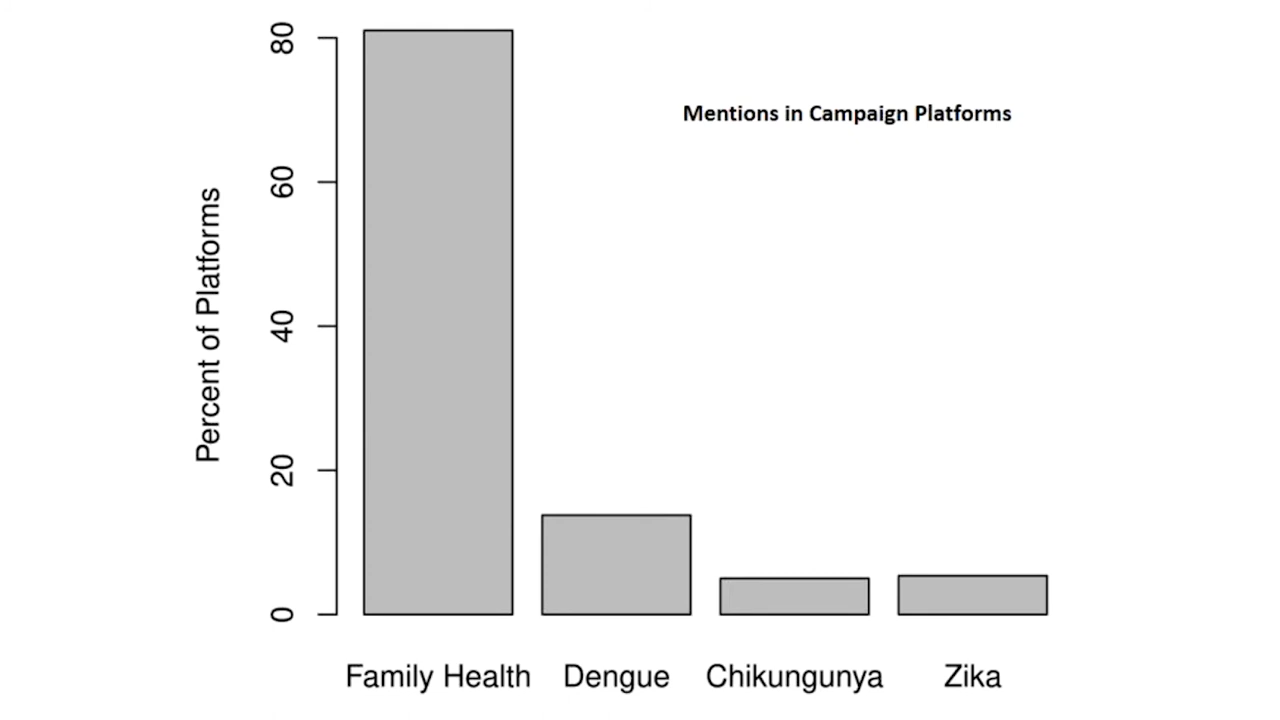 Mentions in Campaign Platforms
Percent of Platforms
80
60
40
20
0
Family Health
Dengue
Chikungunya
Zika